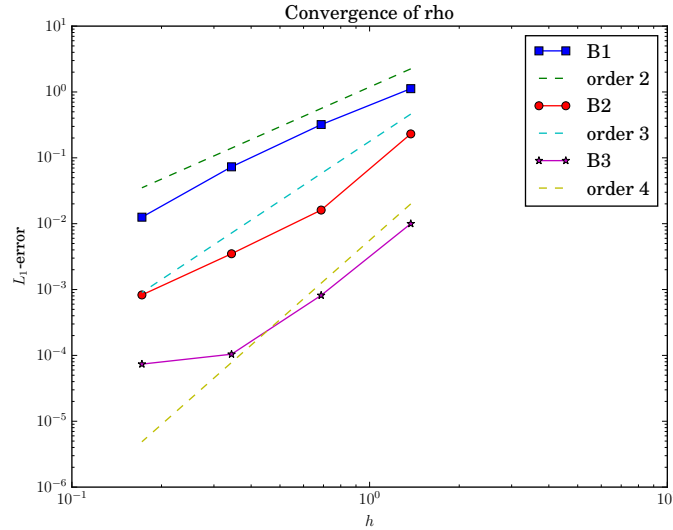 Convergence of rho
10^1
10^0
10^{-1}
10^{-2}
10^{-3}
10^{-4}
10^{-5}
10^{-6}
L_1-error
B1
order 2
B2
order 3
B3
order 4
10^{-1}
10^0
10
h